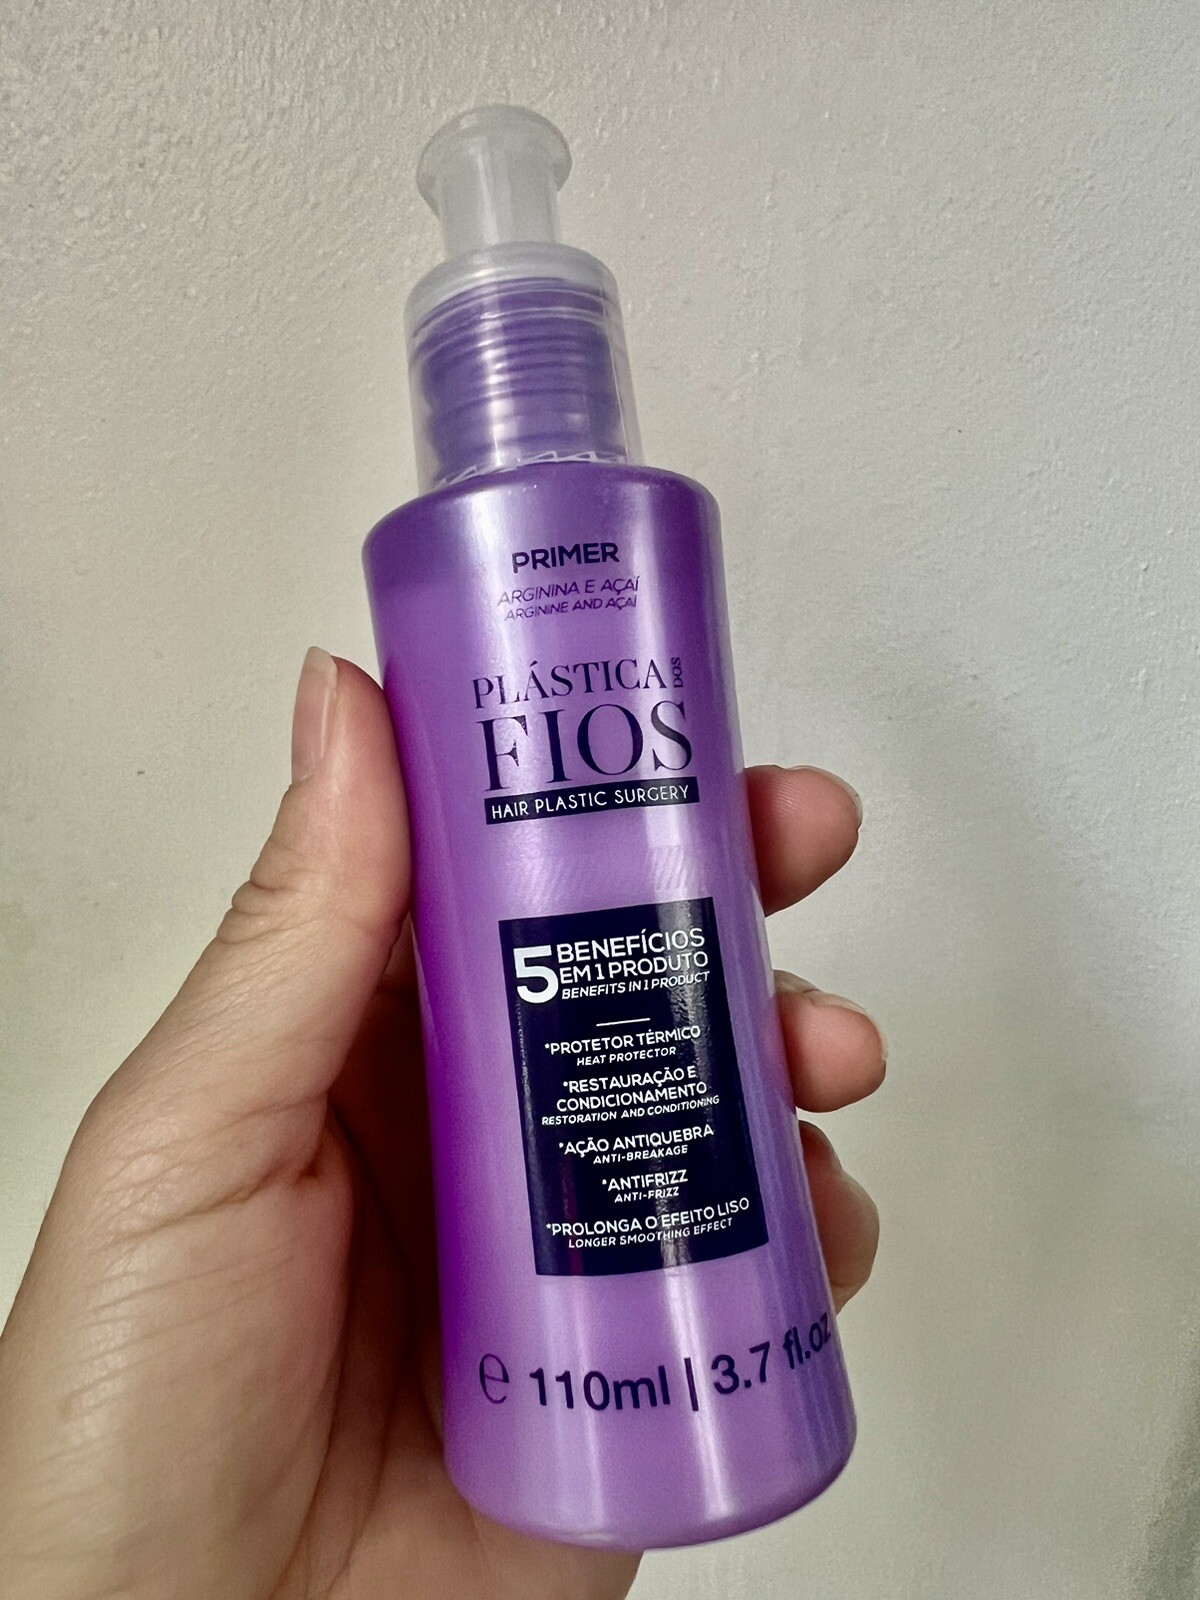 PRIMER
ARGININA E AÇAÍ
ARGININE AND AÇAÍ
PLÁSTICA DOS
FIOS
HAIR PLASTIC SURGERY
5 BENEFÍCIOS
EM 1 PRODUTO
BENEFITS IN 1 PRODUCT
*PROTETOR TÉRMICO
HEAT PROTECTOR
*RESTAURAÇÃO E
CONDICIONAMENTO
RESTORATION AND CONDITIONING
*AÇÃO ANTIQUEBRA
ANTI-BREAKAGE
*ANTIFRIZZ
ANTI-FRIZZ
*PROLONGA O EFEITO LISO
LONGER SMOOTHING EFFECT
e 110ml | 3.7 fl.oz